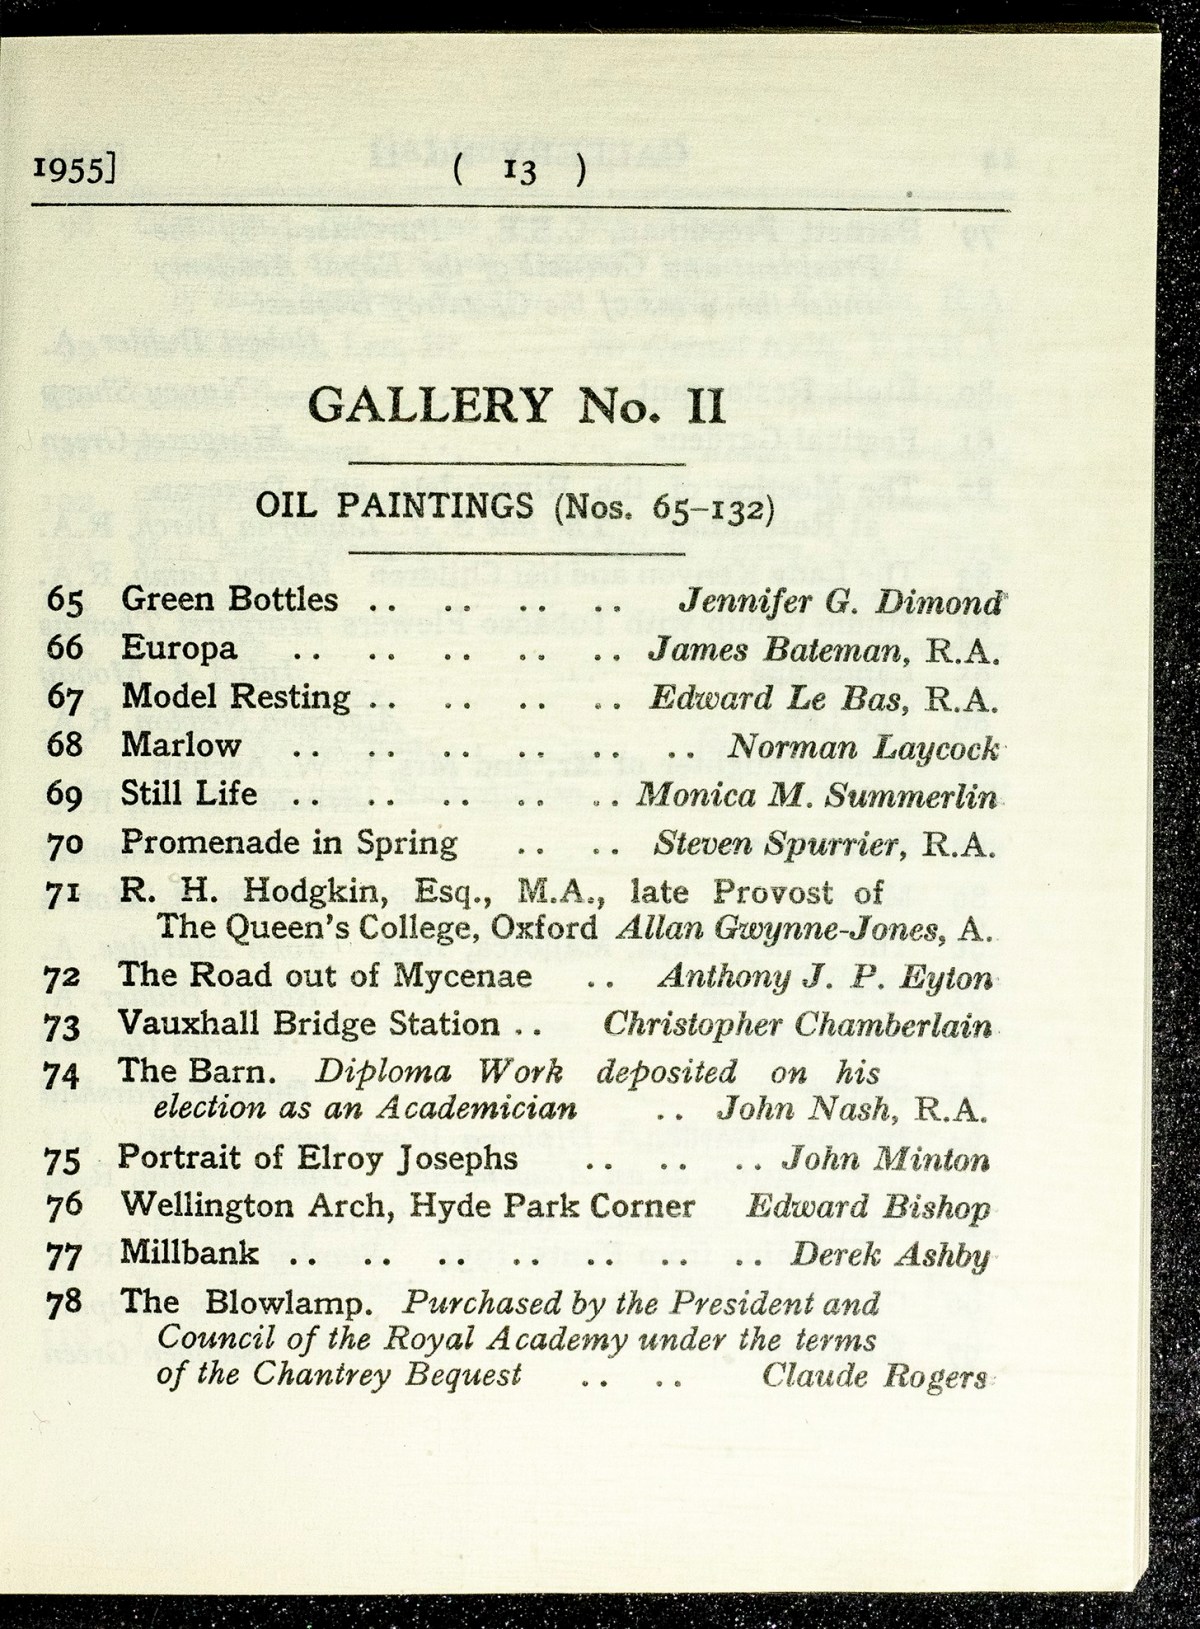 1955] ( 13 )
GALLERY No. II
OIL PAINTINGS (Nos. 65–132)
65 Green Bottles .. .. .. .. Jennifer G. Dimond
66 Europa .. .. .. .. .. James Bateman, R.A.
67 Model Resting .. .. .. .. Edward Le Bas, R.A.
68 Marlow .. .. .. .. .. .. Norman Laycock
69 Still Life .. .. .. .. .. Monica M. Summerlin
70 Promenade in Spring .. .. Steven Spurrier, R.A.
71 R. H. Hodgkin, Esq., M.A., late Provost of
The Queen's College, Oxford Allan Gwynne-Jones, A.
72 The Road out of Mycenae .. Anthony J. P. Eyton
73 Vauxhall Bridge Station .. Christopher Chamberlain
74 The Barn. Diploma Work deposited on his
election as an Academician .. John Nash, R.A.
75 Portrait of Elroy Josephs .. .. .. John Minton
76 Wellington Arch, Hyde Park Corner Edward Bishop
77 Millbank .. .. .. .. .. .. .. Derek Ashby
78 The Blowlamp. Purchased by the President and
Council of the Royal Academy under the terms
of the Chantrey Bequest .. .. Claude Rogers